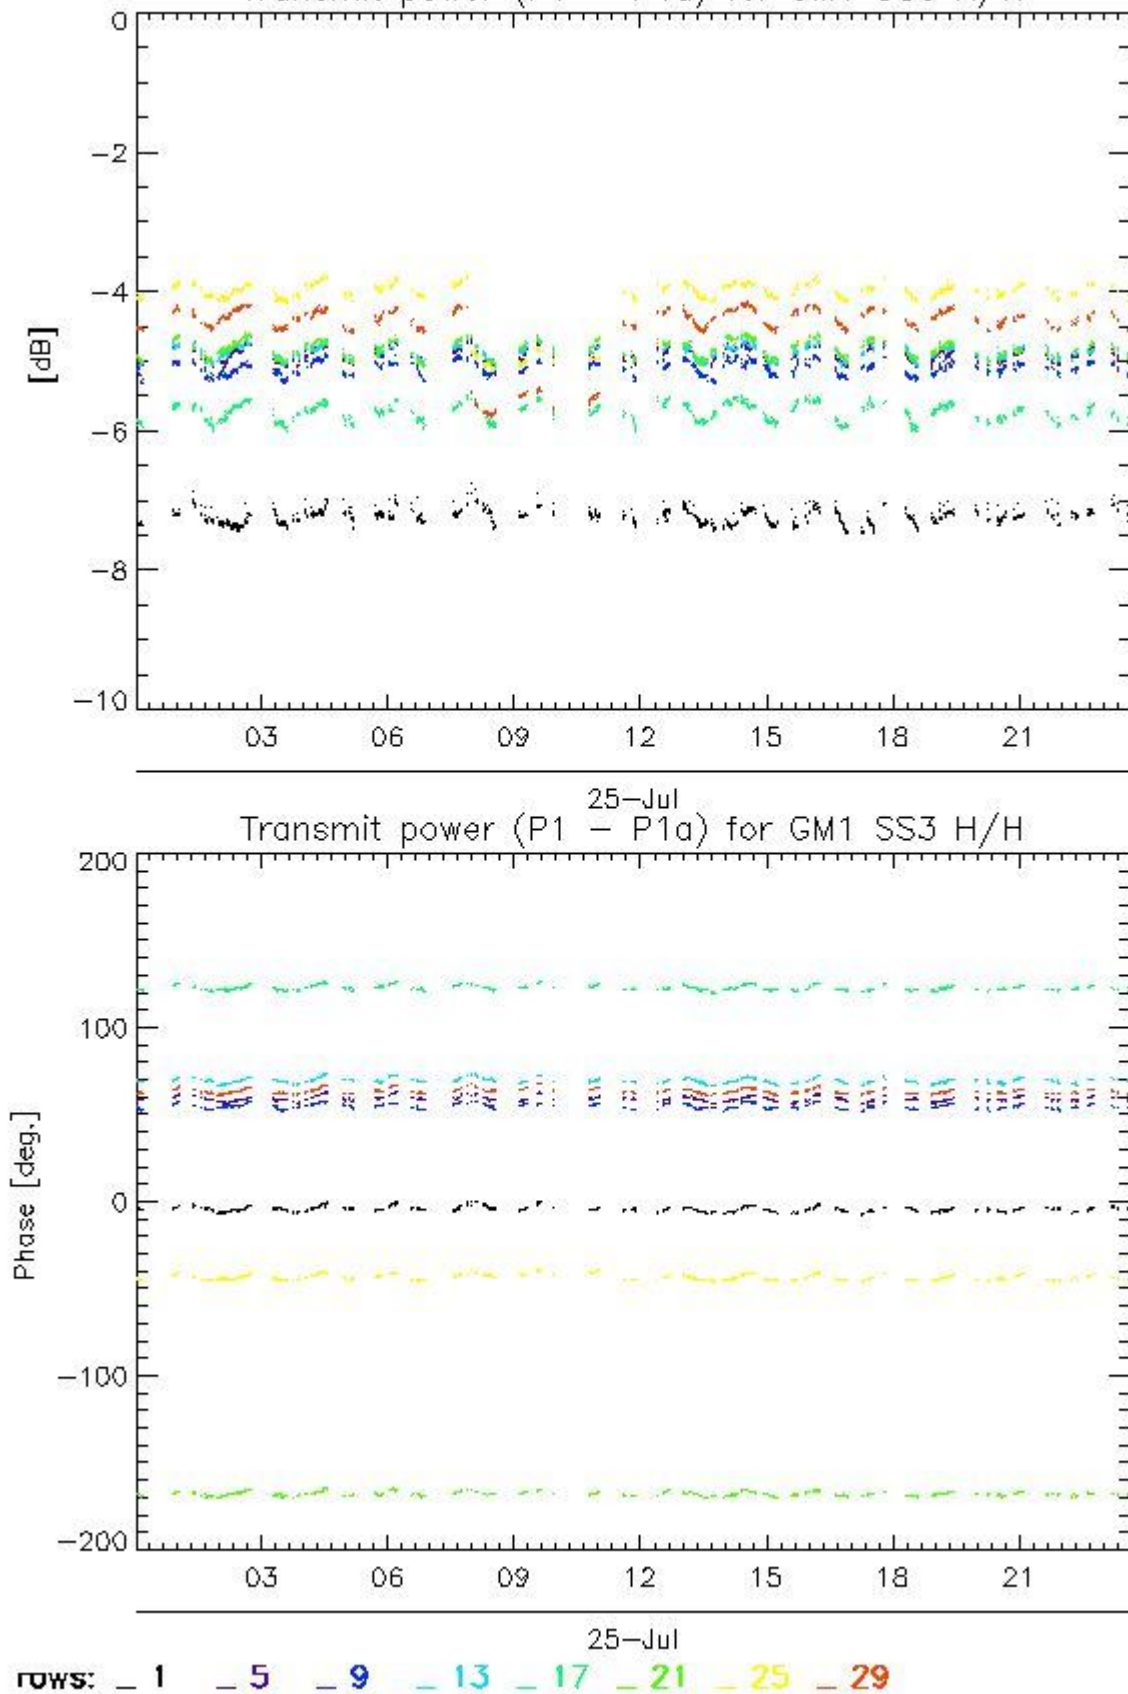 0
−2
−4
[dB]
−6
−8
−10
03 06 09 12 15 18 21
25−Jul
Transmit power (P1 − P1a) for GM1 SS3 H/H
200
100
0
Phase [deg.]
−100
−200
03 06 09 12 15 18 21
25−Jul
rows: _ 1 _ 5 _ 9 _ 13 _ 17 _ 21 _ 25 _ 29